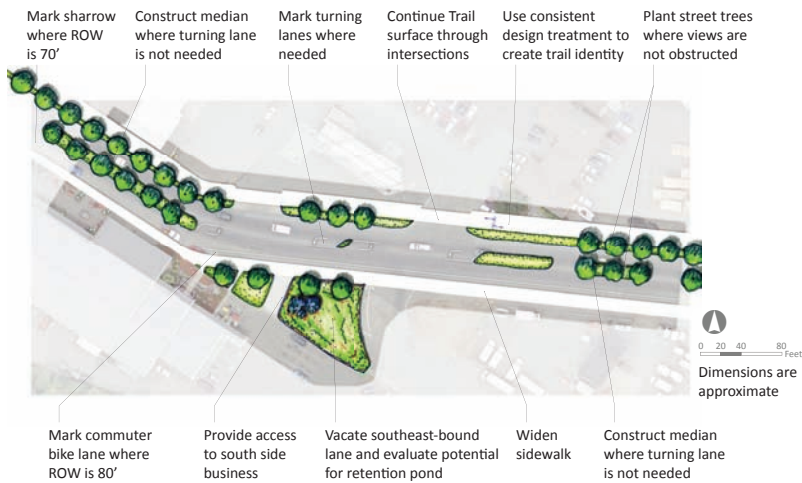 Mark sharrow
where ROW
is 70’
Construct median
where turning lane
is not needed
Mark turning
lanes where
needed
Continue Trail
surface through
intersections
Use consistent
design treatment to
create trail identity
Plant street trees
where views are
not obstructed
0 20 40 80
Feet
Dimensions are
approximate
Mark commuter
bike lane where
ROW is 80’
Provide access
to south side
business
Vacate southeast-bound
lane and evaluate potential
for retention pond
Widen
sidewalk
Construct median
where turning lane
is not needed